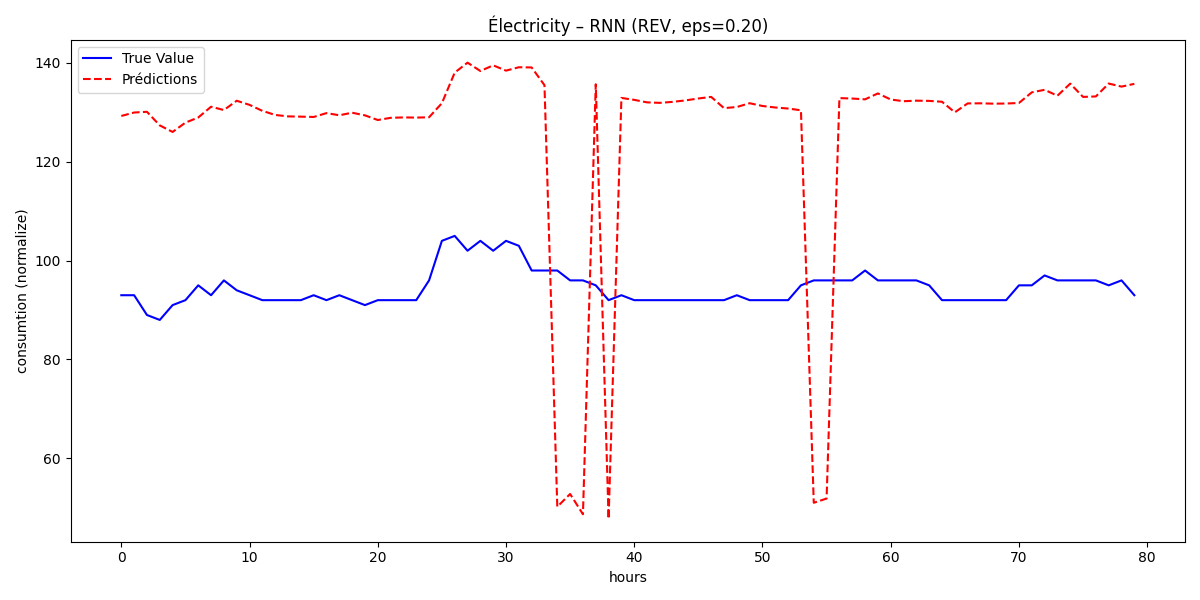 Électricity – RNN (REV, eps=0.20)
True Value
Prédictions
consumtion (normalize)
140
120
100
80
60
0 10 20 30 40 50 60 70 80
hours